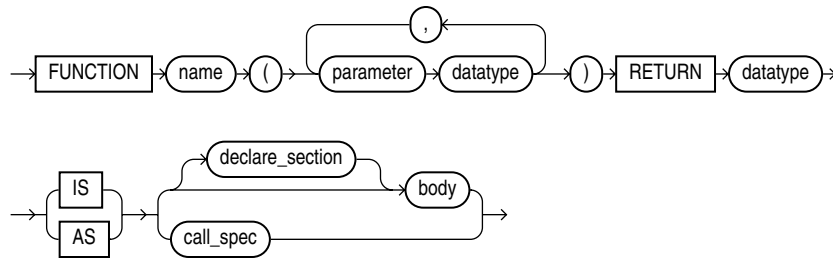 ,
FUNCTION name ( parameter datatype ) RETURN datatype
declare_section
IS body
AS call_spec